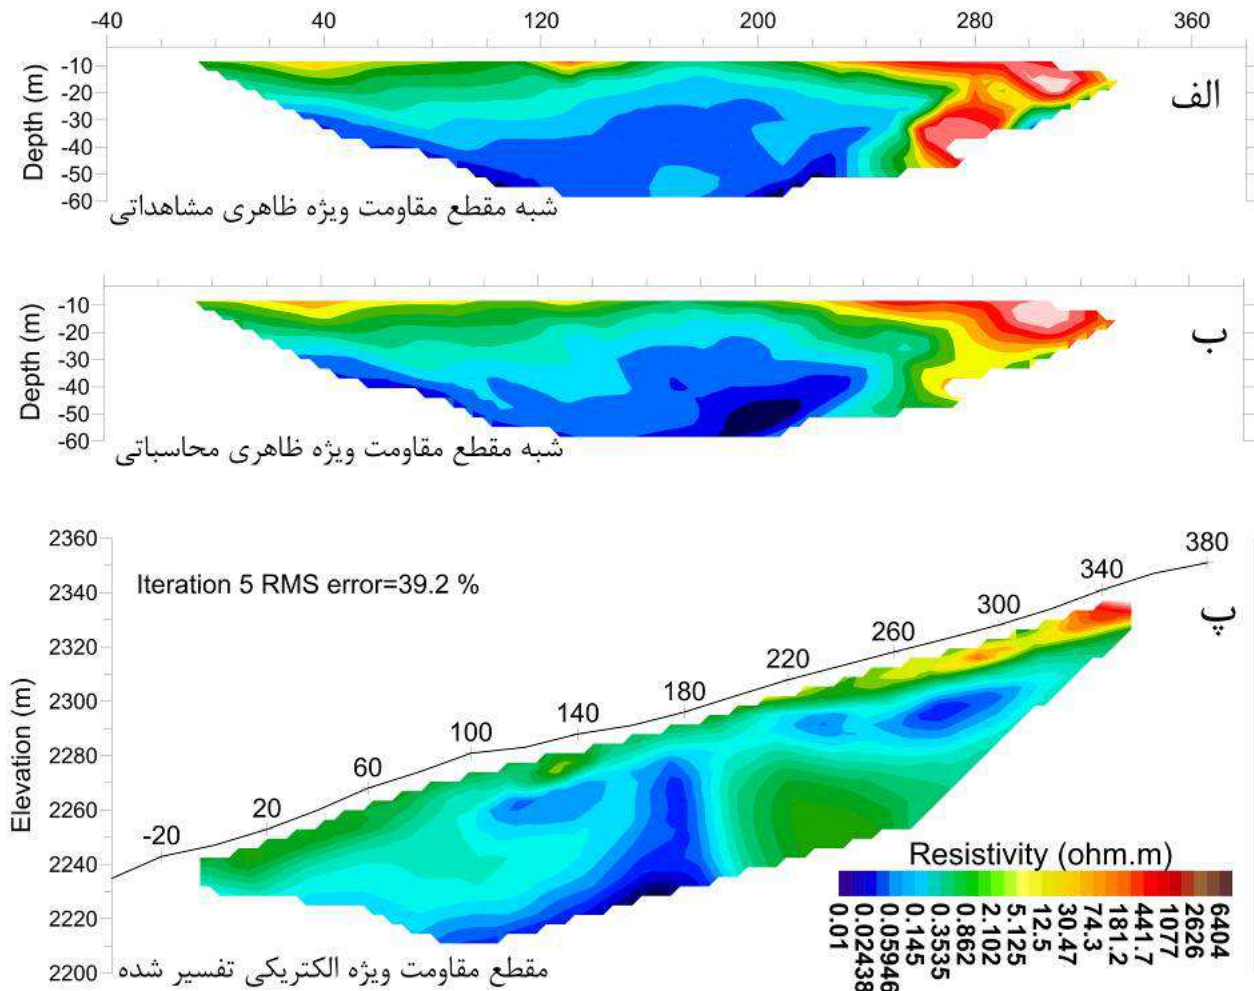 -40 40 120 200 280 360
Depth (m)
-10
-20
-30
-40
-50
-60
الف
شبه مقطع مقاومت ویژه ظاهری مشاهداتی
Depth (m)
-10
-20
-30
-40
-50
-60
ب
شبه مقطع مقاومت ویژه ظاهری محاسباتی
Elevation (m)
2360
2340
2320
2300
2280
2260
2240
2220
2200
Iteration 5 RMS error=39.2 %
-20 20 60 100 140 180 220 260 300 340 380
پ
Resistivity (ohm.m)
0.01 0.02438 0.05946 0.145 0.3535 0.862 2.102 5.125 12.5 30.47 74.3 181.2 441.7 1077 2626 6404
مقطع مقاومت ویژه الکتریکی تفسیر شده